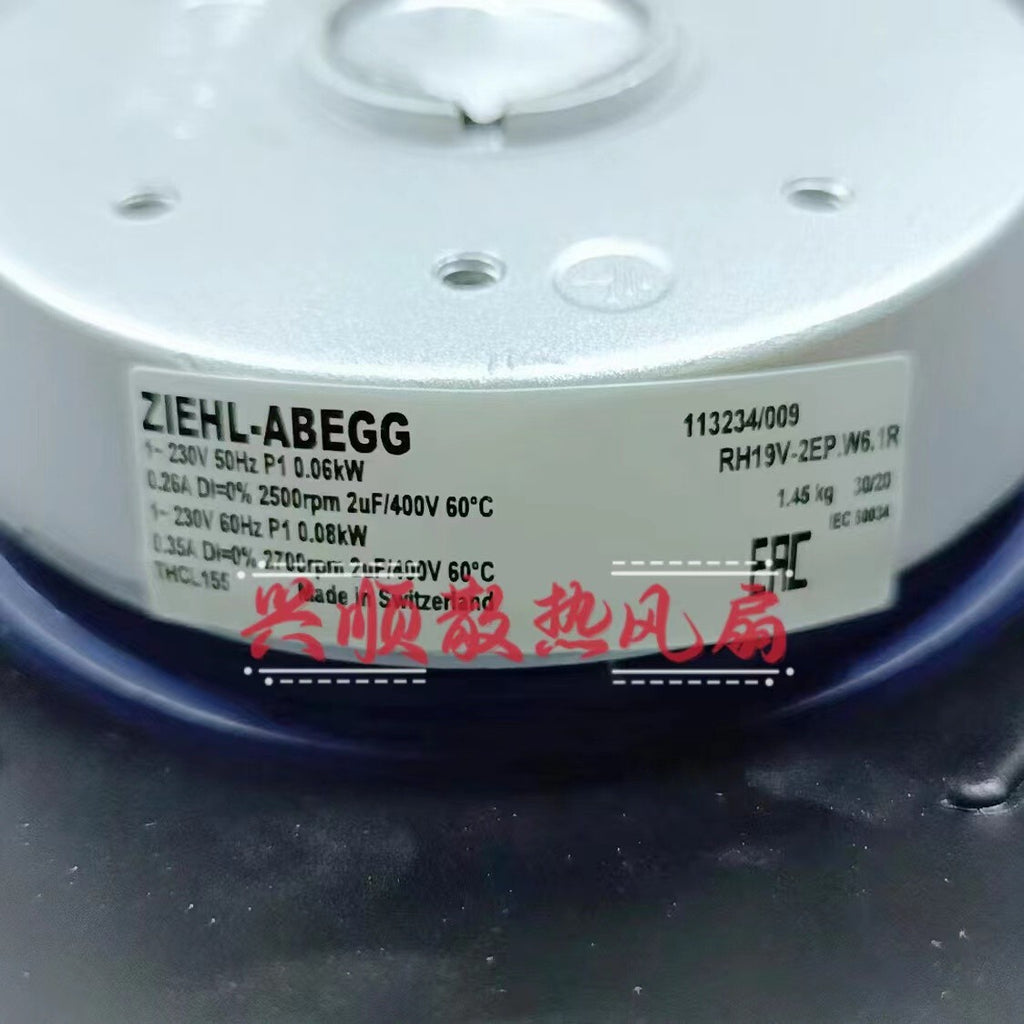 ZIEHL-ABEGG
1~ 230V 50Hz P1 0.06kW
0.26A DI=0% 2500rpm 2uF/400V 60°C
1~ 230V 60Hz P1 0.08kW
0.35A DI=0% 2700rpm 2uF/400V 60°C
THCL155 Made in Switzerland
113234/009
RH19V-2EP.W6.1R
1.45 kg 30/20
IEC 60034
EAC
兴顺散热风扇